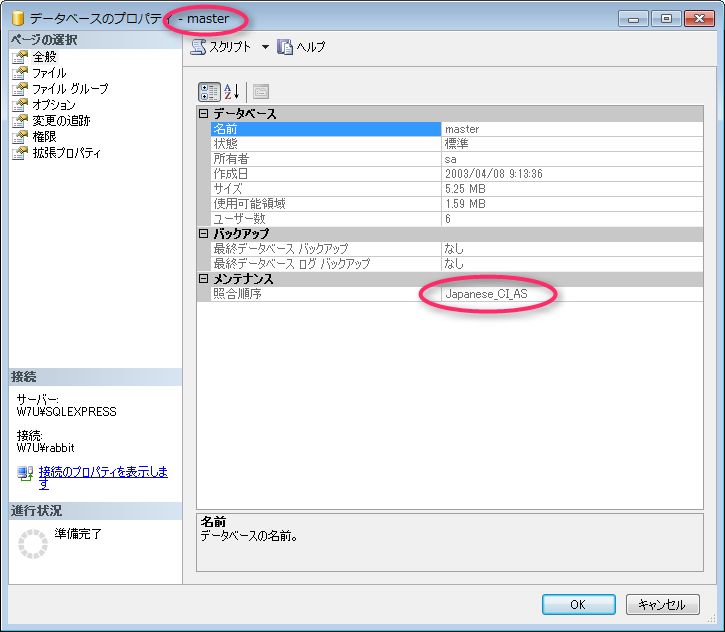 データベースのプロパティ - master
ページの選択
全般
ファイル
ファイル グループ
オプション
変更の追跡
権限
拡張プロパティ
スクリプト
ヘルプ
データベース
名前 master
状態 標準
所有者 sa
作成日 2003/04/08 9:13:36
サイズ 5.25 MB
使用可能領域 1.59 MB
ユーザー数 6
バックアップ
最終データベース バックアップ なし
最終データベース ログ バックアップ なし
メンテナンス
照合順序 Japanese_CI_AS
接続
サーバー:
W7U¥SQLEXPRESS
接続:
W7U¥rabbit
接続のプロパティを表示しま
す
進行状況
準備完了
名前
データベースの名前。
OK
キャンセル